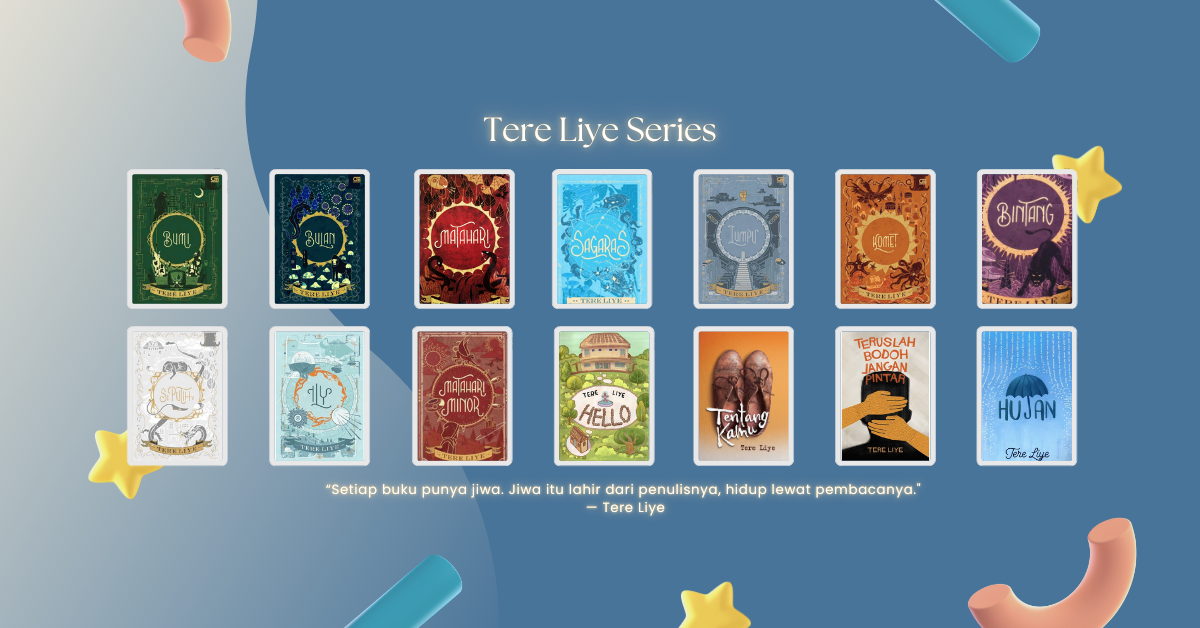 Tere Liye Series
BUMI
BULAN
MATAHARI
SAGARAS
LUMPU
KOMET
BINTANG
TERE LIYE
TERE LIYE
TERE LIYE
TERE LIYE
TERE LIYE
TERE LIYE
SI PUTIH
ILY
MATAHARI
MINOR
TERE LIYE
HELLO
Tentang
Kamu
Tere Liye
TERUSLAH
BODOH
JANGAN
PINTAR
TERE LIYE
HUJAN
Tere Liye
TERE LIYE
TERE LIYE
TERE LIYE
“Setiap buku punya jiwa. Jiwa itu lahir dari penulisnya, hidup lewat pembacanya."
— Tere Liye